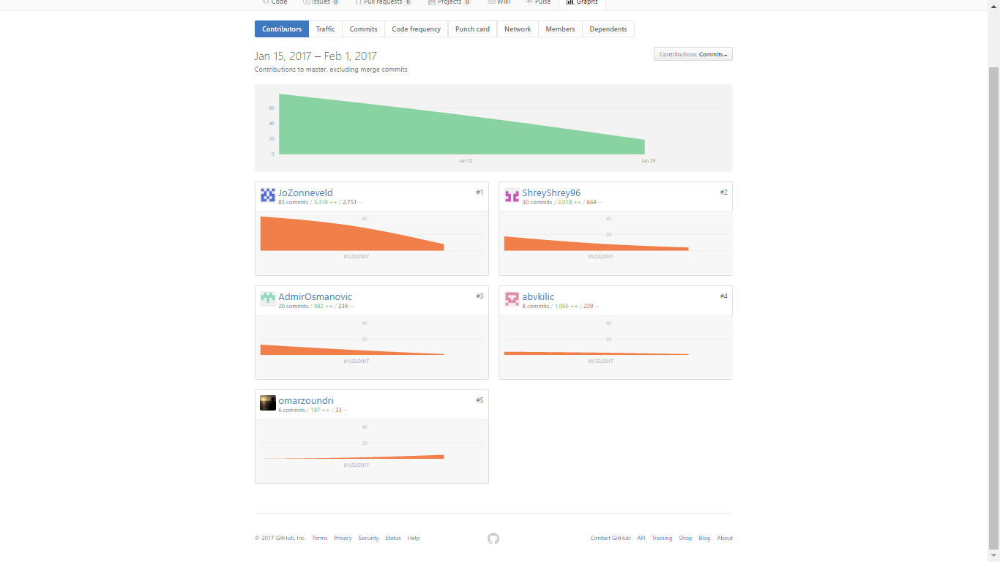 Code Issues 0 Pull requests 0 Projects 0 Wiki Pulse Graphs
Contributors Traffic Commits Code frequency Punch card Network Members Dependents
Jan 15, 2017 – Feb 1, 2017
Contributions: Commits
Contributions to master, excluding merge commits
60
40
20
0
Jan 22 Jan 29
JoZonneveld #1
85 commits / 5,310 ++ / 2,751 --
40
01/22/2017
ShreyShrey96 #2
30 commits / 2,018 ++ / 669 --
40
20
01/22/2017
AdmirOsmanovic #3
20 commits / 982 ++ / 239 --
40
20
01/22/2017
abvkilic #4
8 commits / 1,066 ++ / 239 --
40
20
01/22/2017
omarzoundri #5
6 commits / 187 ++ / 33 --
40
20
01/22/2017
© 2017 GitHub, Inc. Terms Privacy Security Status Help Contact GitHub API Training Shop Blog About